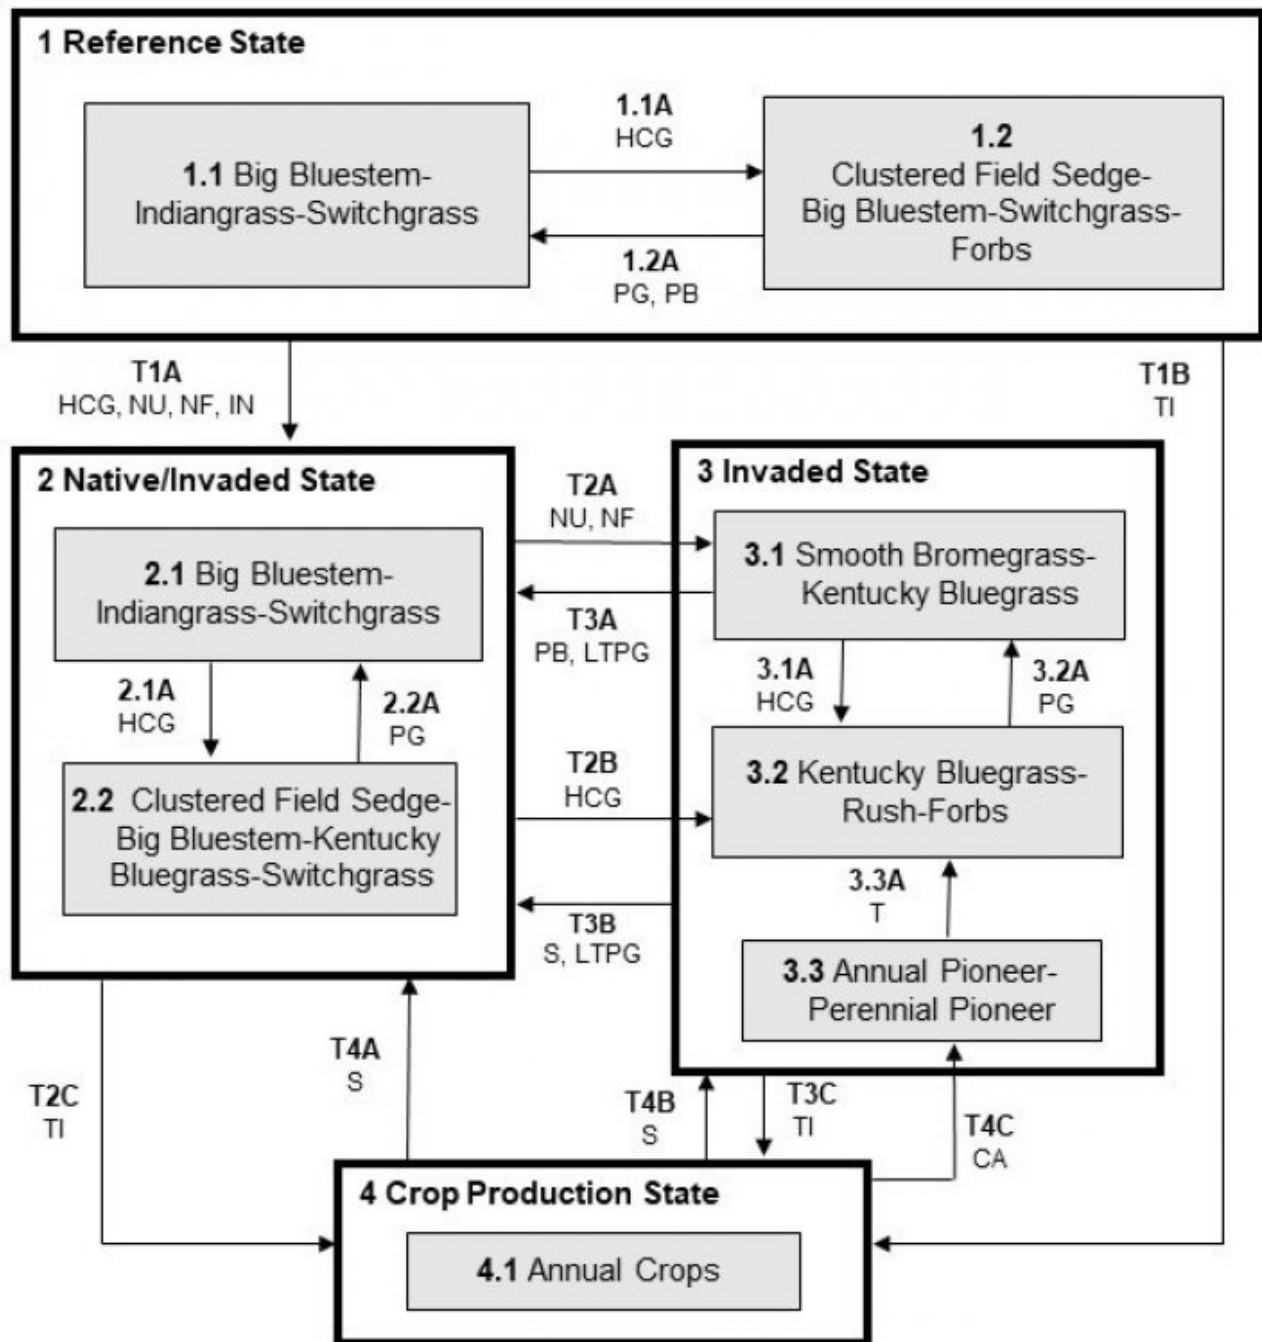 1 Reference State
1.1A
HCG
1.1 Big Bluestem-
Indiangrass-Switchgrass
1.2
Clustered Field Sedge-
Big Bluestem-Switchgrass-
Forbs
1.2A
PG, PB
T1A
HCG, NU, NF, IN
T1B
TI
2 Native/Invaded State
2.1 Big Bluestem-
Indiangrass-Switchgrass
2.1A
HCG
2.2A
PG
2.2 Clustered Field Sedge-
Big Bluestem-Kentucky
Bluegrass-Switchgrass
T2A
NU, NF
T3A
PB, LTPG
T2B
HCG
T3B
S, LTPG
3 Invaded State
3.1 Smooth Bromegrass-
Kentucky Bluegrass
3.1A
HCG
3.2A
PG
3.2 Kentucky Bluegrass-
Rush-Forbs
3.3A
T
3.3 Annual Pioneer-
Perennial Pioneer
T2C
TI
T4A
S
T4B
S
T3C
TI
T4C
CA
4 Crop Production State
4.1 Annual Crops